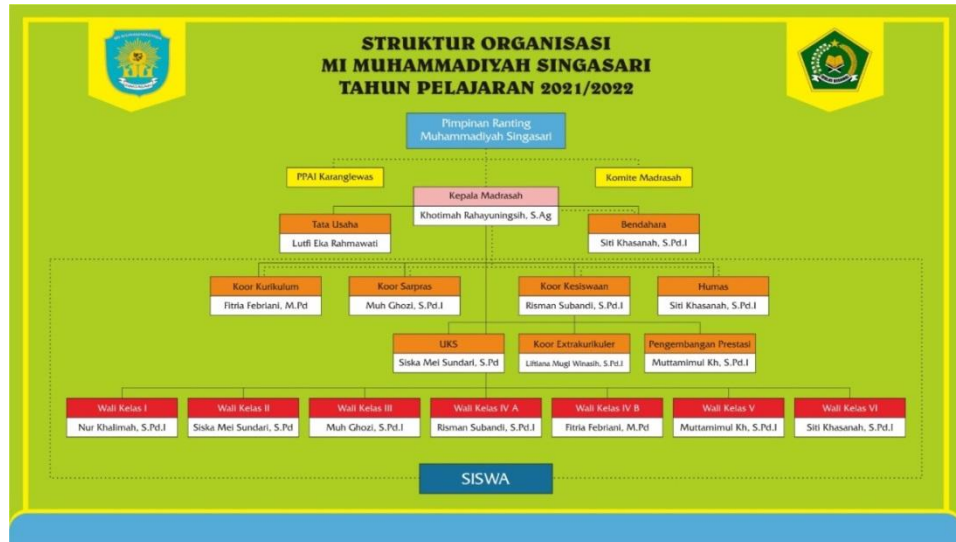 STRUKTUR ORGANISASI
MI MUHAMMADIYAH SINGASARI
TAHUN PELAJARAN 2021/2022
Pimpinan Ranting
Muhammadiyah Singasari
PPAI Karanglewas
Komite Madrasah
Kepala Madrasah
Khotimah Rahayuningsih, S.Ag
Tata Usaha
Lutfi Eka Rahmawati
Bendahara
Siti Khasanah, S.Pd.I
Koor Kurikulum
Fitria Febriani, M.Pd
Koor Sarpras
Muh Ghozi, S.Pd.I
Koor Kesiswaan
Risman Subandi, S.Pd.I
Humas
Siti Khasanah, S.Pd.I
UKS
Siska Mei Sundari, S.Pd
Koor Extrakurikuler
Liftiana Mugi Winasih, S.Pd.I
Pengembangan Prestasi
Muttamimul Kh, S.Pd.I
Wali Kelas I
Nur Khalimah, S.Pd.I
Wali Kelas II
Siska Mei Sundari, S.Pd
Wali Kelas III
Muh Ghozi, S.Pd.I
Wali Kelas IV A
Risman Subandi, S.Pd.I
Wali Kelas IV B
Fitria Febriani, M.Pd
Wali Kelas V
Muttamimul Kh, S.Pd.I
Wali Kelas VI
Siti Khasanah, S.Pd.I
SISWA